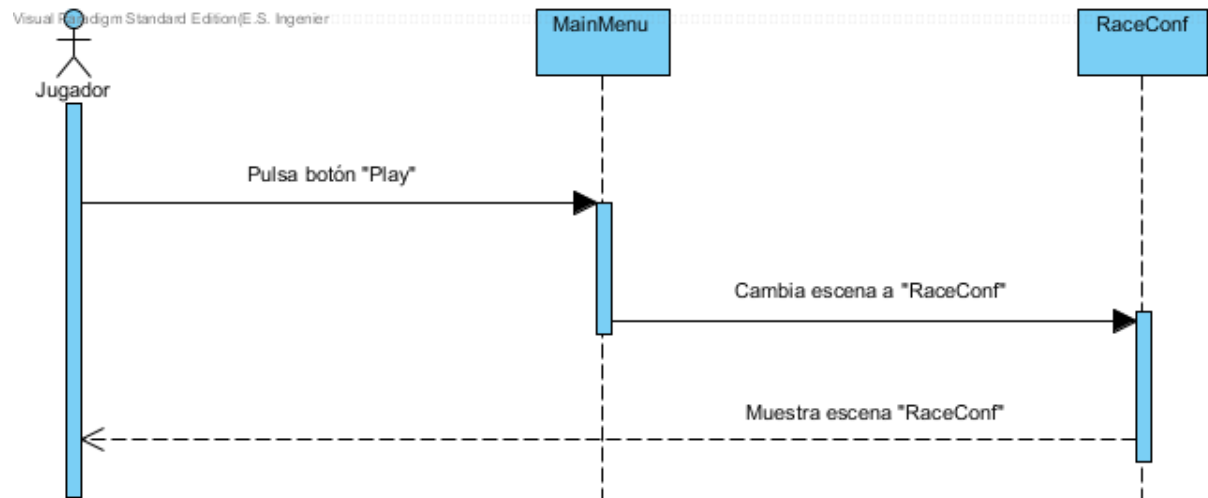 Visual Paradigm Standard Edition(E.S. Ingenier
MainMenu
RaceConf
Jugador
Pulsa botón "Play"
Cambia escena a "RaceConf"
Muestra escena "RaceConf"